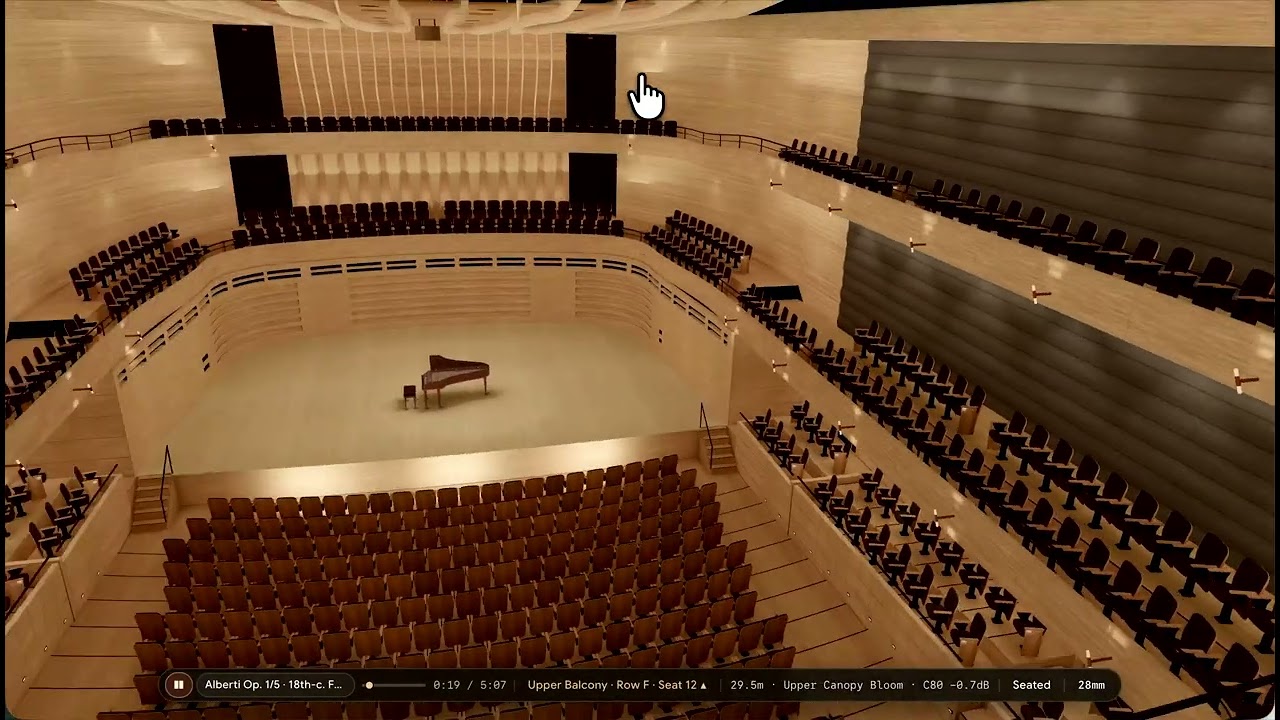 Alberti Op. 1/5 · 18th-c. F... 0:19 / 5:07 Upper Balcony · Row F · Seat 12 ▴ 29.5m · Upper Canopy Bloom · C80 −0.7dB Seated 28mm